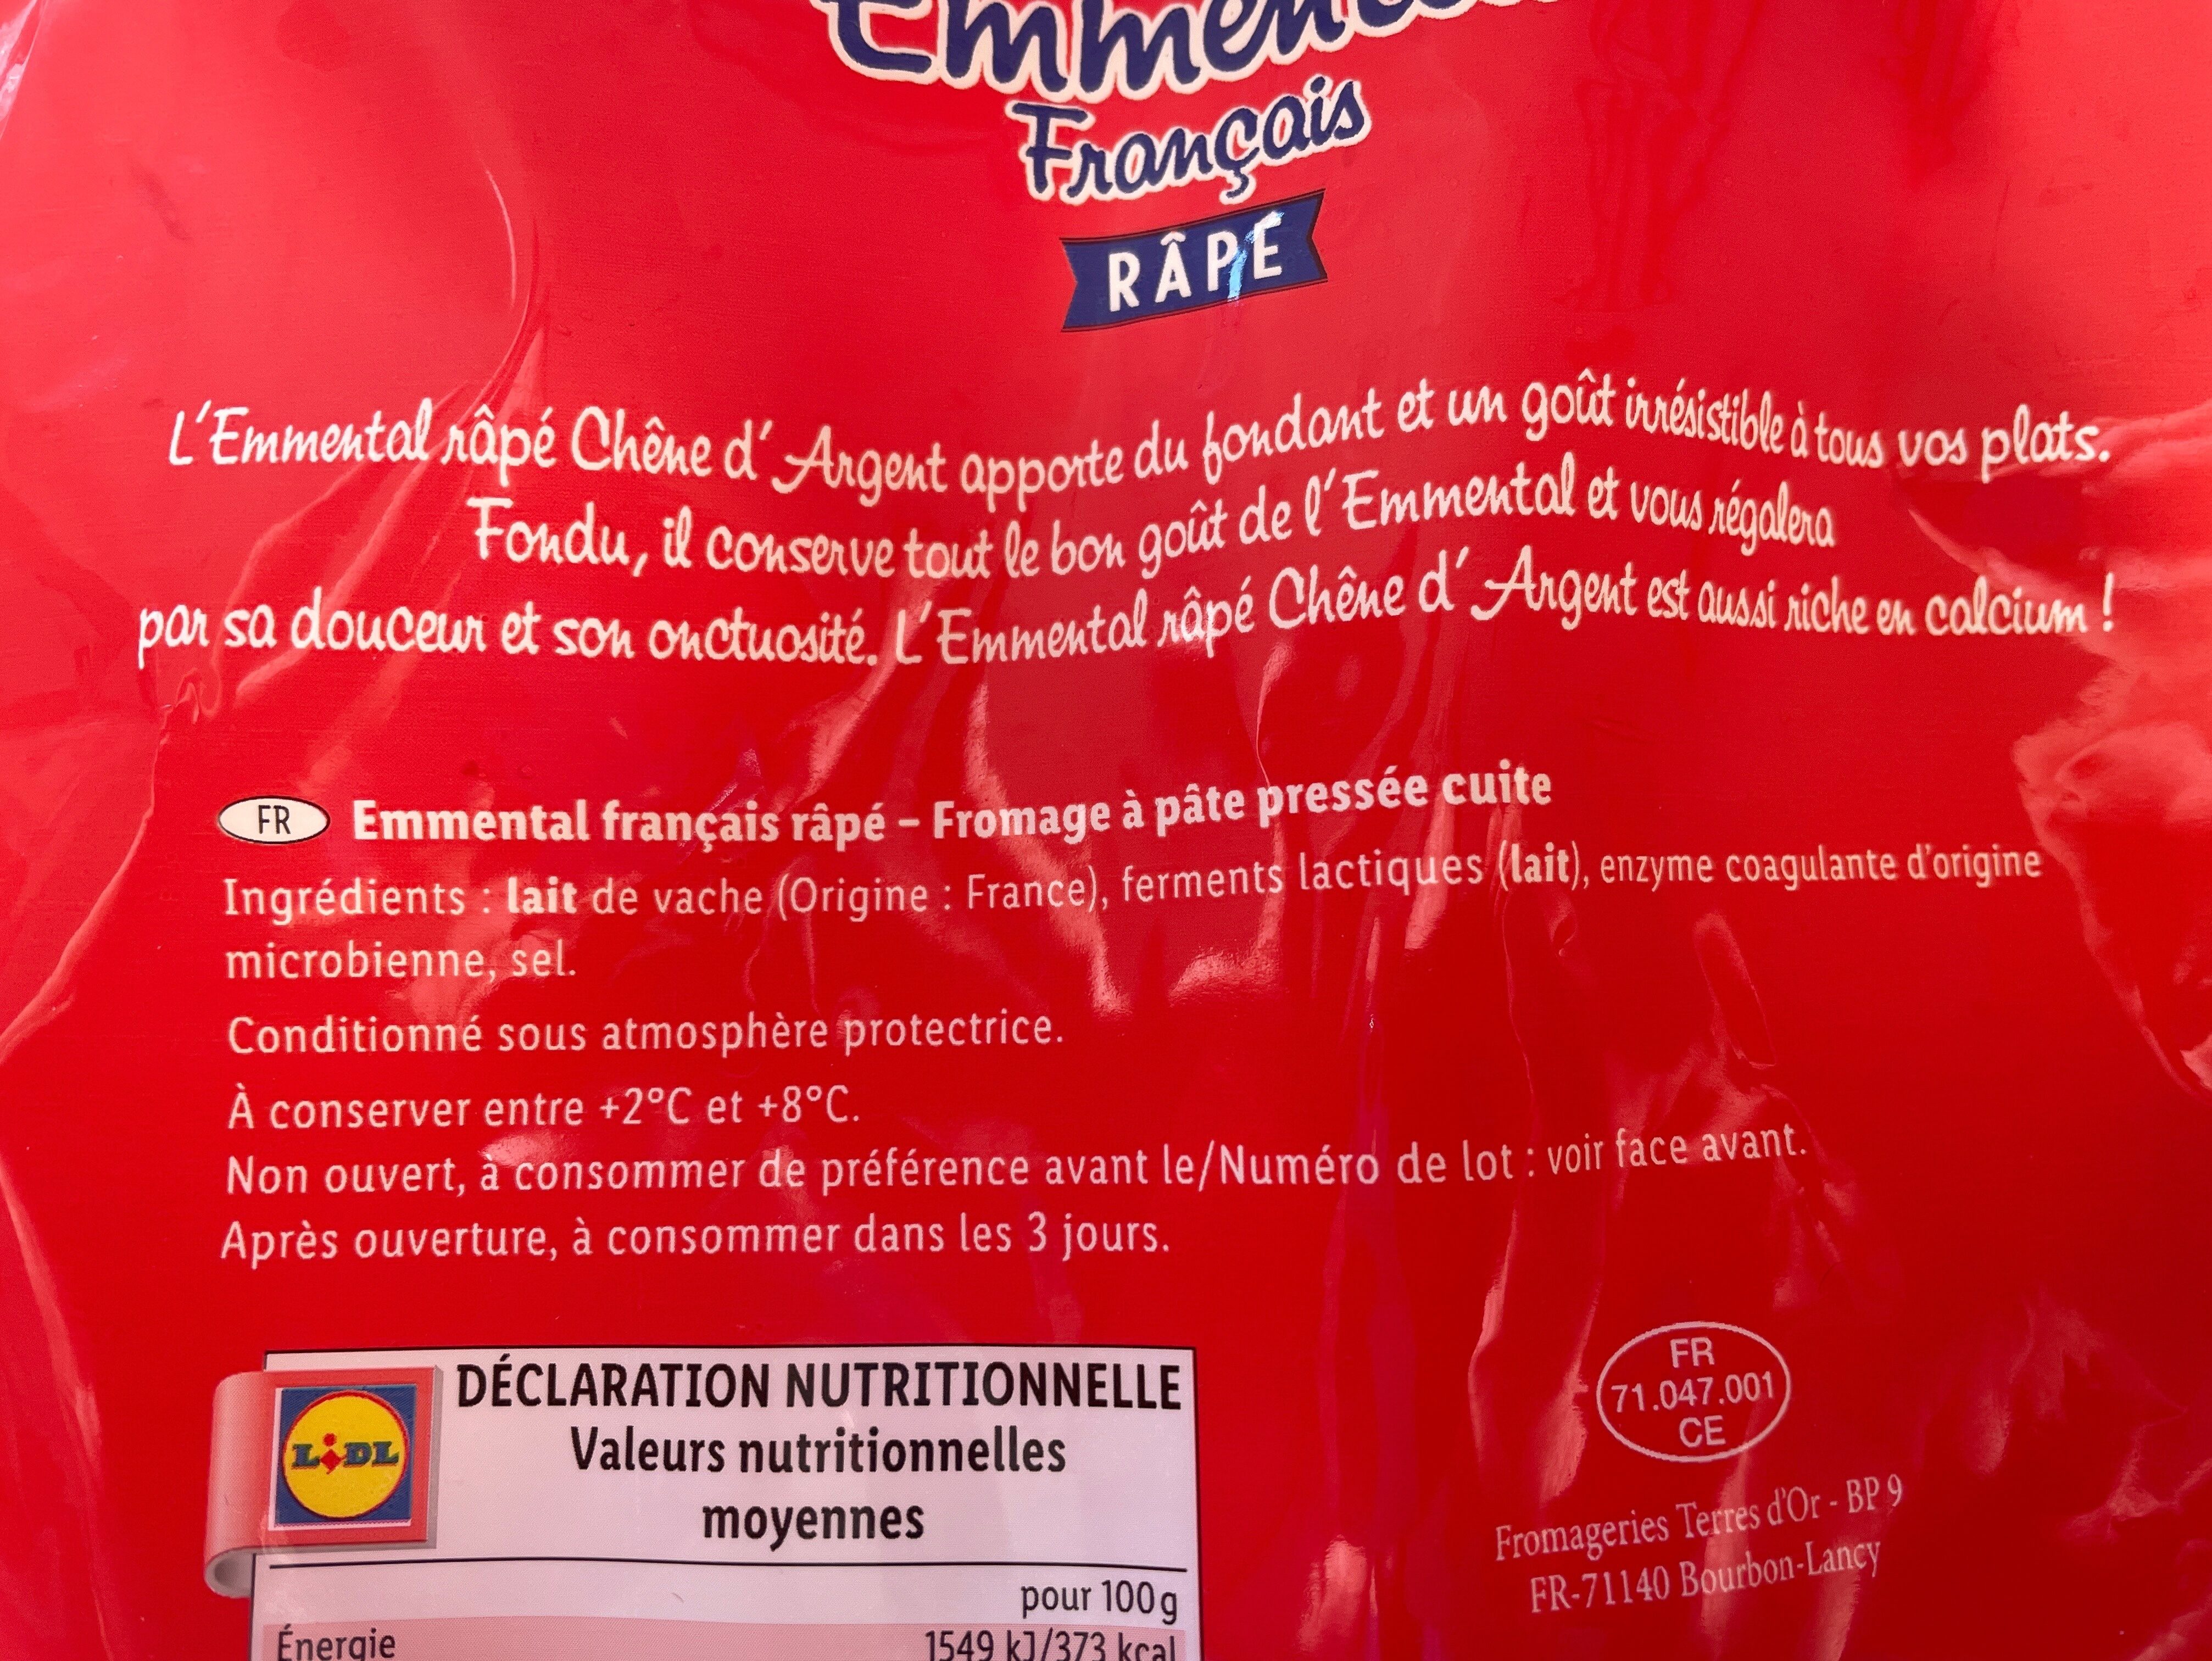 Français
RÂPÉ
L'Emmental râpé Chêne d'Argent apporte du fondant et un goût irrésistible à tous vos plats.
Fondu, il conserve tout le bon goût de l'Emmental et vous régalera
par sa douceur et son onctuosité. L'Emmental râpé Chêne d'Argent est aussi riche en calcium !
FR Emmental français râpé – Fromage à pâte pressée cuite
Ingrédients : lait de vache (Origine : France), ferments lactiques (lait), enzyme coagulante d'origine
microbienne, sel.
Conditionné sous atmosphère protectrice.
À conserver entre +2°C et +8°C.
Non ouvert, à consommer de préférence avant le/Numéro de lot : voir face avant.
Après ouverture, à consommer dans les 3 jours.
LIDL
DÉCLARATION NUTRITIONNELLE
Valeurs nutritionnelles
moyennes
pour 100g
Énergie 1549 kJ/373 kcal
FR
71.047.001
CE
Fromageries Terres d'Or - BP 9
FR-71140 Bourbon-Lancy